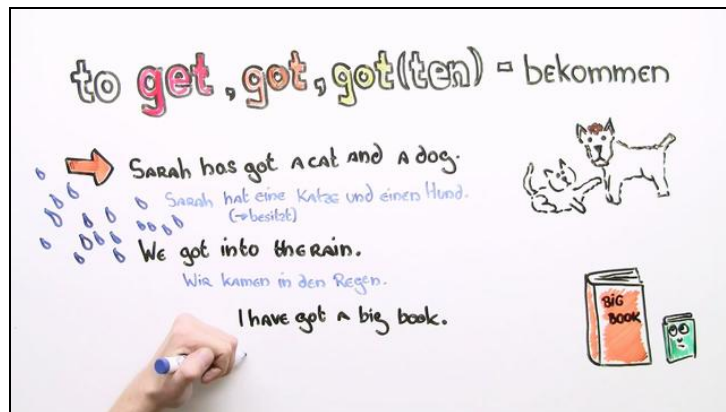 to get, got, got(ten) = bekommen
Sarah has got a cat and a dog.
Sarah hat eine Katze und einen Hund.
(→ besitzt)
We got into the rain.
Wir kamen in den Regen.
I have got a big book.
BIG
BOOK